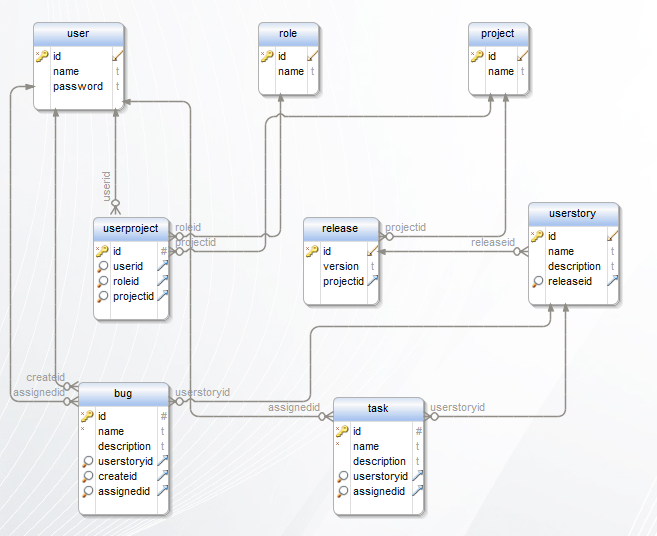 user
id
name t
password t
role
id
name t
project
id
name t
userid
userproject
id #
userid
roleid
projectid
roleid
projectid
release
id
version t
projectid
projectid
releaseid
userstory
id
name t
description t
releaseid
createid
assignedid
bug
id #
name t
description t
userstoryid
createid
assignedid
userstoryid
assignedid
task
id #
name t
description t
userstoryid
assignedid
userstoryid